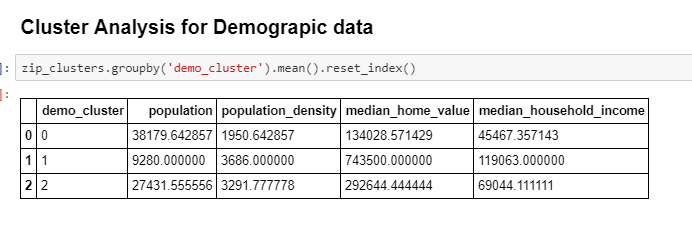 Cluster Analysis for Demograpic data
]: zip_clusters.groupby('demo_cluster').mean().reset_index()
]:
demo_cluster population population_density median_home_value median_household_income
0 0 38179.642857 1950.642857 134028.571429 45467.357143
1 1 9280.000000 3686.000000 743500.000000 119063.000000
2 2 27431.555556 3291.777778 292644.444444 69044.111111